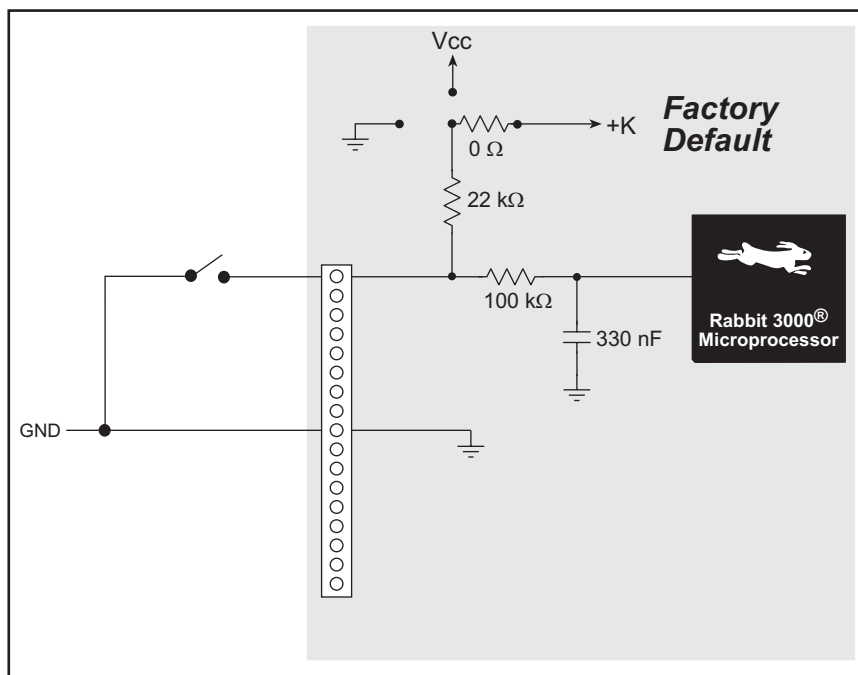 Vcc
+K
Factory
Default
0 Ω
22 kΩ
100 kΩ
330 nF
Rabbit 3000®
Microprocessor
GND